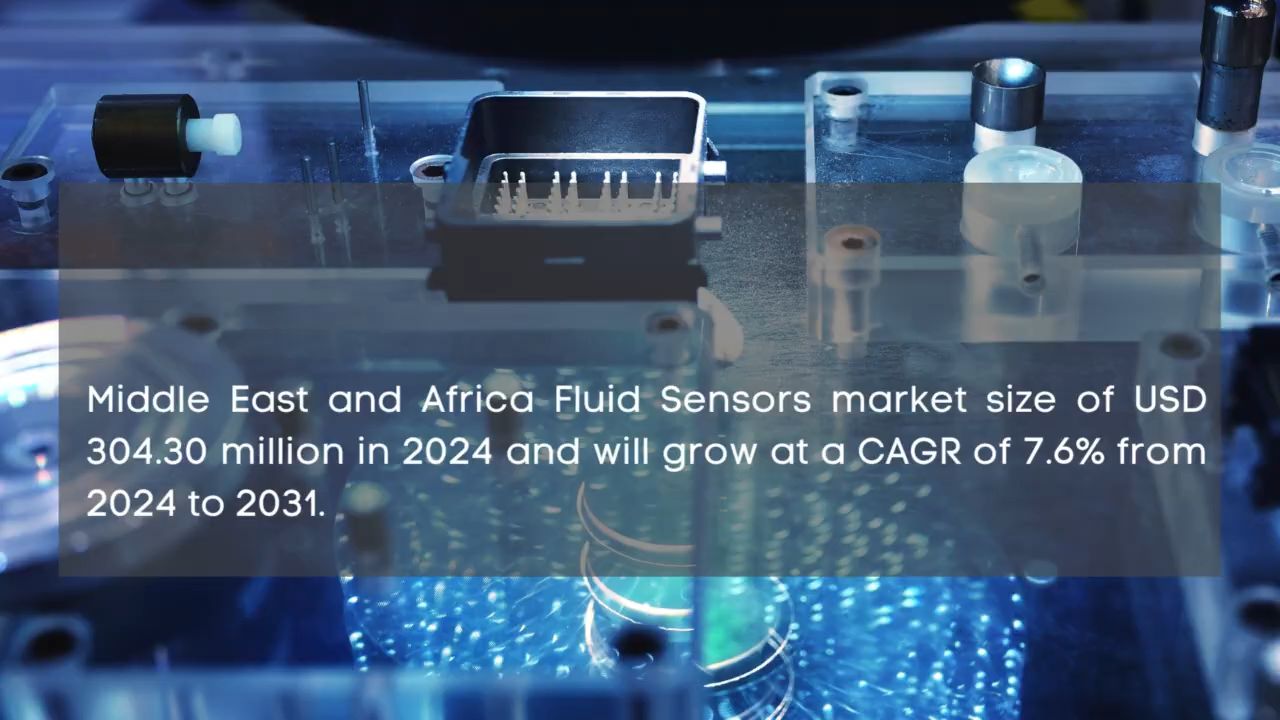 Middle East and Africa Fluid Sensors market size of USD
304.30 million in 2024 and will grow at a CAGR of 7.6% from
2024 to 2031.